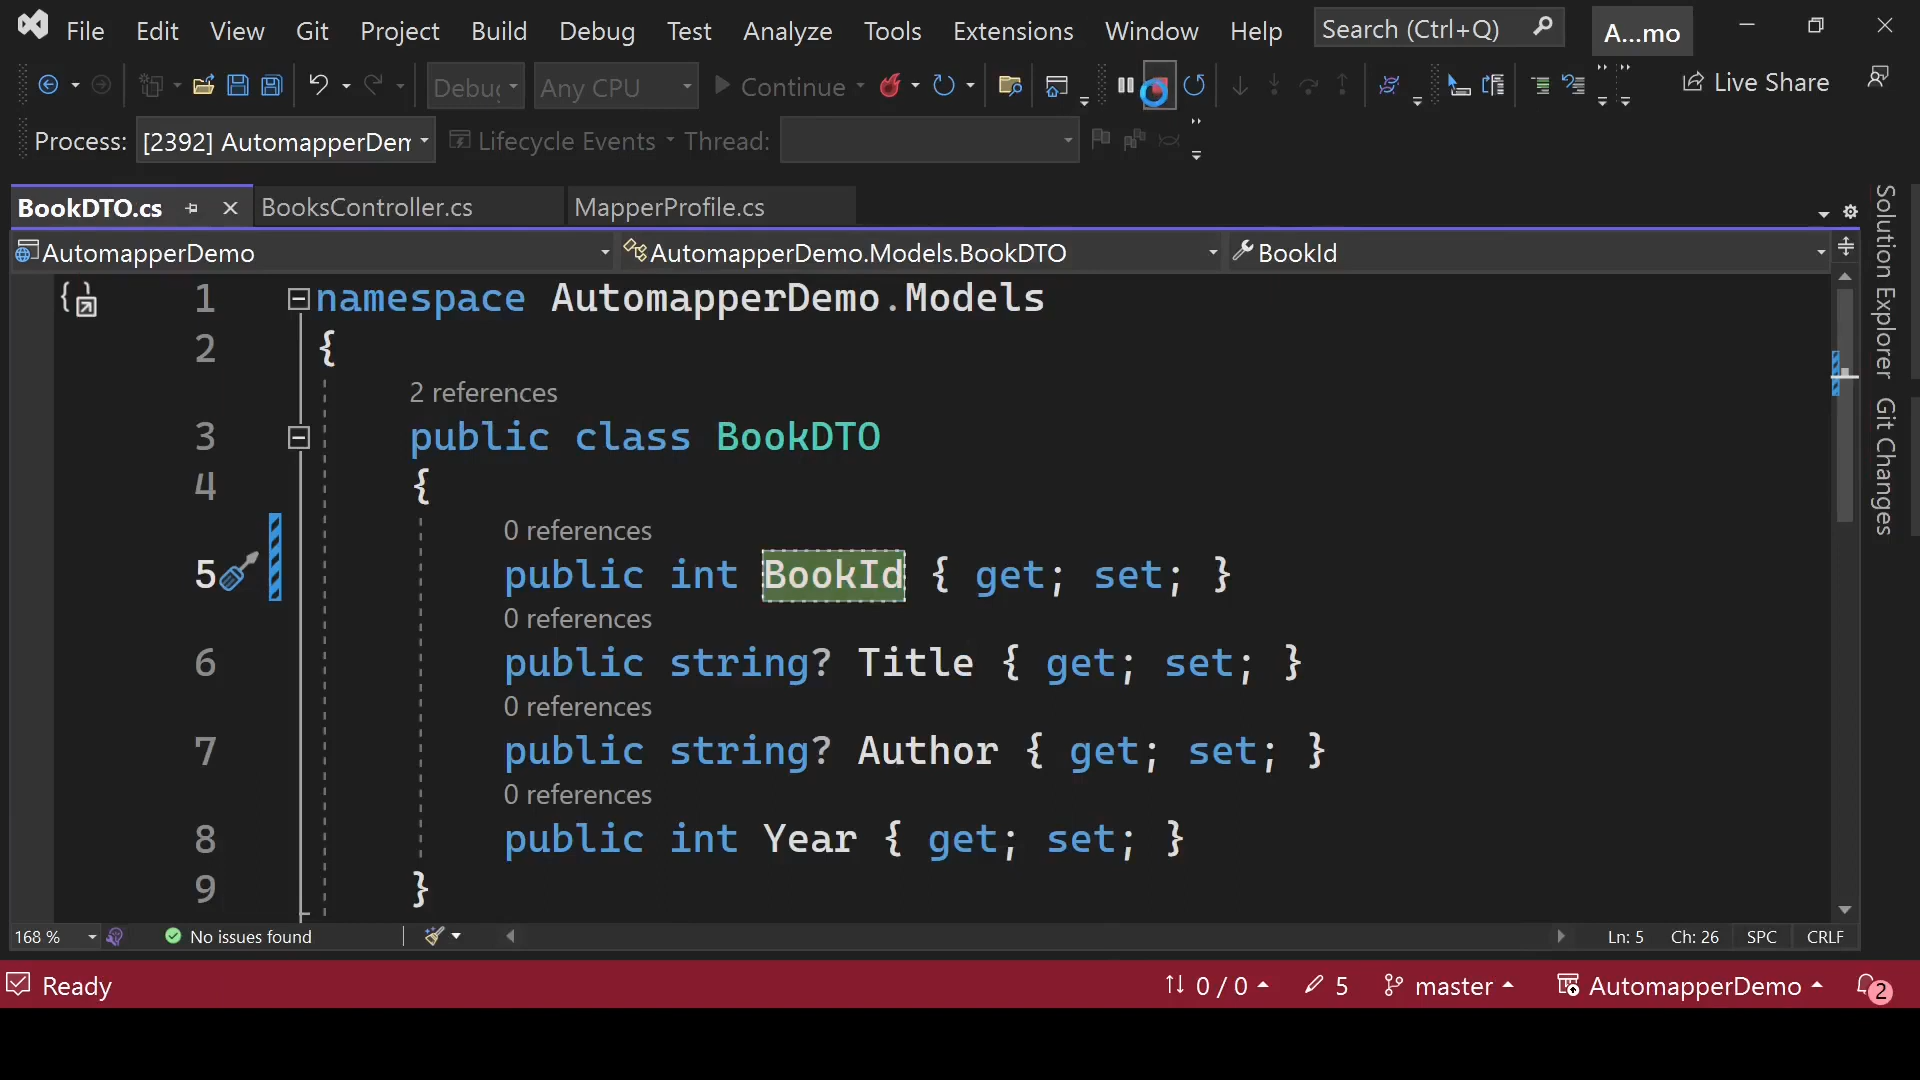 File Edit View Git Project Build Debug Test Analyze Tools Extensions Window Help Search (Ctrl+Q) A...mo
Debug Any CPU Continue Live Share
Process: [2392] AutomapperDem Lifecycle Events Thread:
BookDTO.cs BooksController.cs MapperProfile.cs
AutomapperDemo AutomapperDemo.Models.BookDTO BookId
1 namespace AutomapperDemo.Models
2 {
2 references
3 public class BookDTO
4 {
0 references
5 public int BookId { get; set; }
0 references
6 public string? Title { get; set; }
0 references
7 public string? Author { get; set; }
0 references
8 public int Year { get; set; }
9 }
Solution Explorer
Git Changes
168 % No issues found Ln: 5 Ch: 26 SPC CRLF
Ready 0 / 0 5 master AutomapperDemo 2